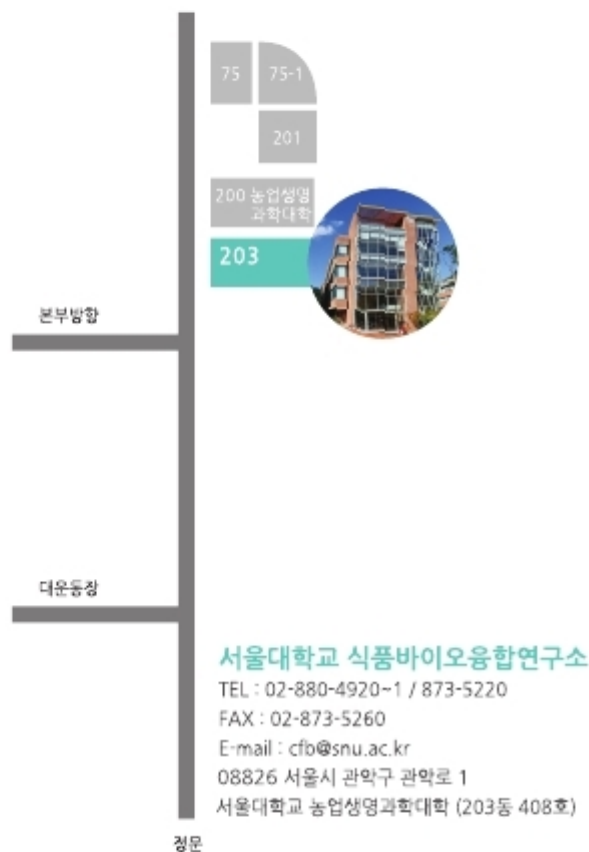 75
75-1
201
200 농업생명
과학대학
203
본부방향
대운동장
서울대학교 식품바이오융합연구소
TEL : 02-880-4920~1 / 873-5220
FAX : 02-873-5260
E-mail : cfb@snu.ac.kr
08826 서울시 관악구 관악로 1
서울대학교 농업생명과학대학 (203동 408호)
정문